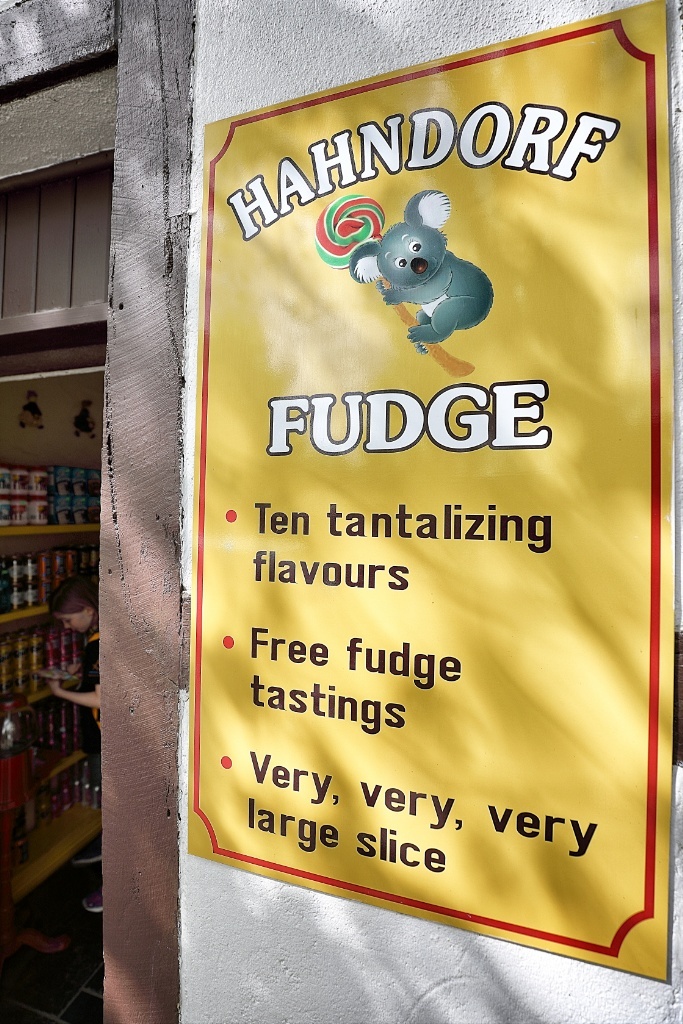 HAHNDORF
FUDGE
• Ten tantalizing
flavours
• Free fudge
tastings
• Very, very, very
large slice